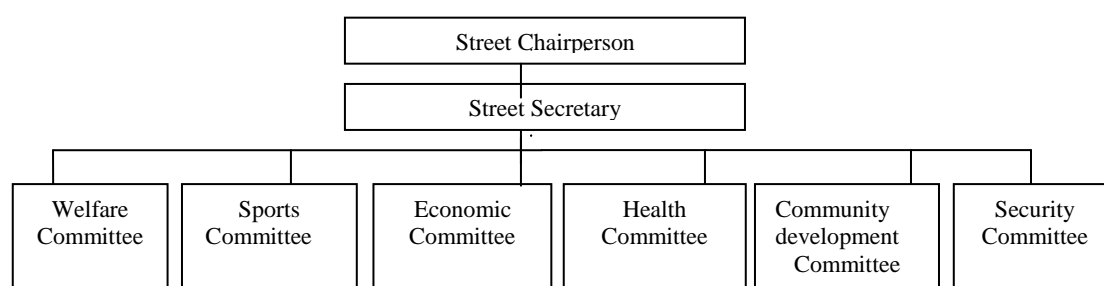 Street Chairperson
Street Secretary
Welfare
Committee
Sports
Committee
Economic
Committee
Health
Committee
Community
development
Committee
Security
Committee